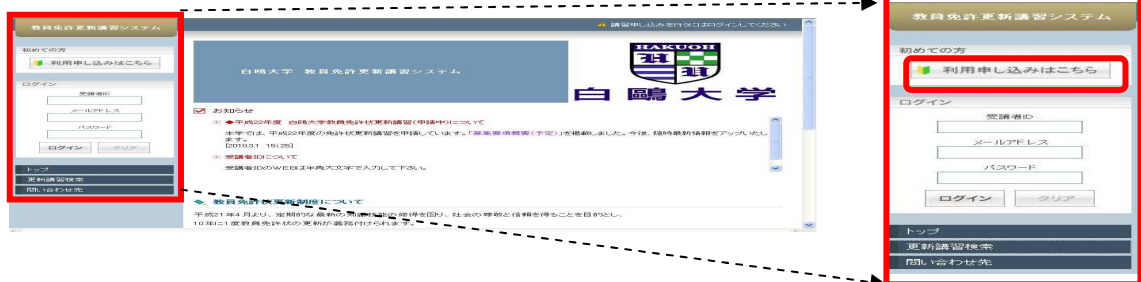 教員免許更新講習システム
初めての方
利用申し込みはこちら
ログイン
受講者ID
メールアドレス
パスワード
ログイン クリア
トップ
更新講習検索
問い合わせ先
講習申し込みを行うにはログインしてください
白鴎大学 教員免許更新講習システム
HAKUOH
白鷗大学
お知らせ
◆平成22年度 白鴎大学教員免許状更新講習(申請中)について
本学では、平成22年度の免許状更新講習を申請しています。「募集要項概要(予定)」を掲載しました。今後、随時最新情報をアップいたします。
[2010.3.1 15:25]
受講者IDについて
受講者IDのWEBは半角大文字で入力して下さい。
教員免許状更新制度について
平成21年4月より、定期的な最新の知識技能の修得を図り、社会の尊敬と信頼を得ることを目的とし、
10年に1度教員免許状の更新が義務付けられます。
教員免許更新講習システム
初めての方
利用申し込みはこちら
ログイン
受講者ID
メールアドレス
パスワード
ログイン クリア
トップ
更新講習検索
問い合わせ先